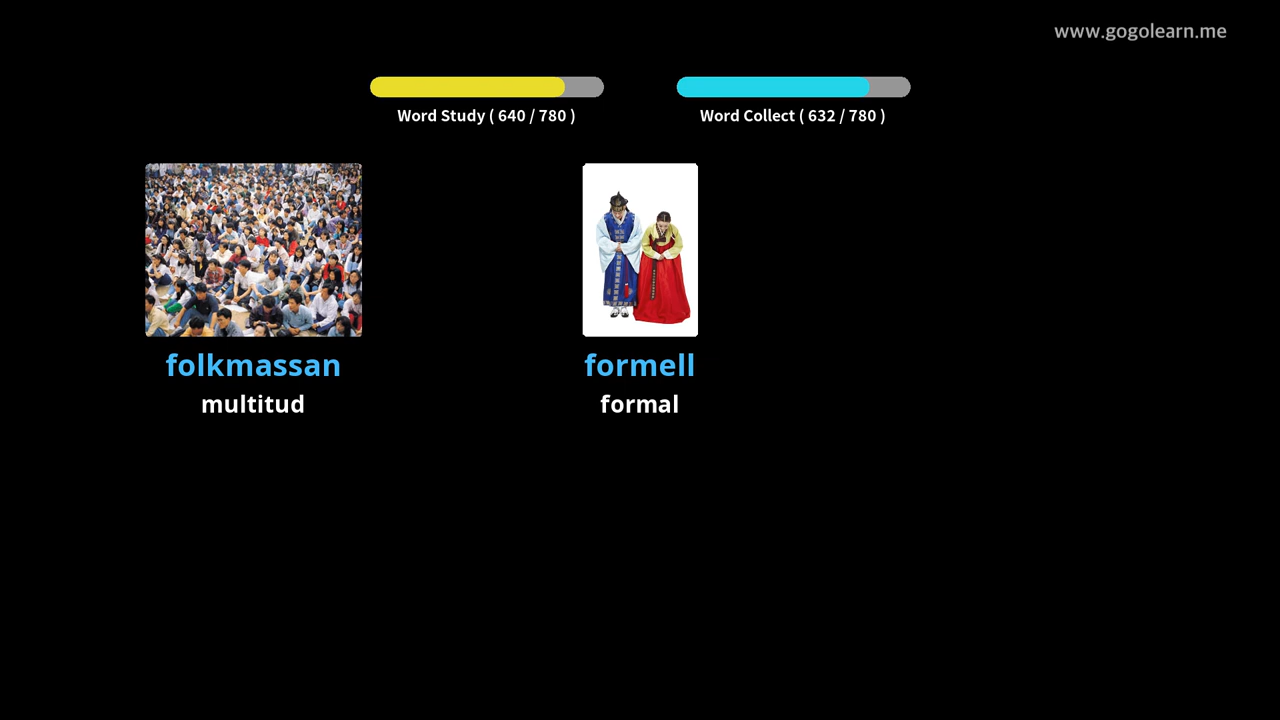 www.gogolearn.me
Word Study ( 640 / 780 )
Word Collect ( 632 / 780 )
folkmassan
multitud
formell
formal